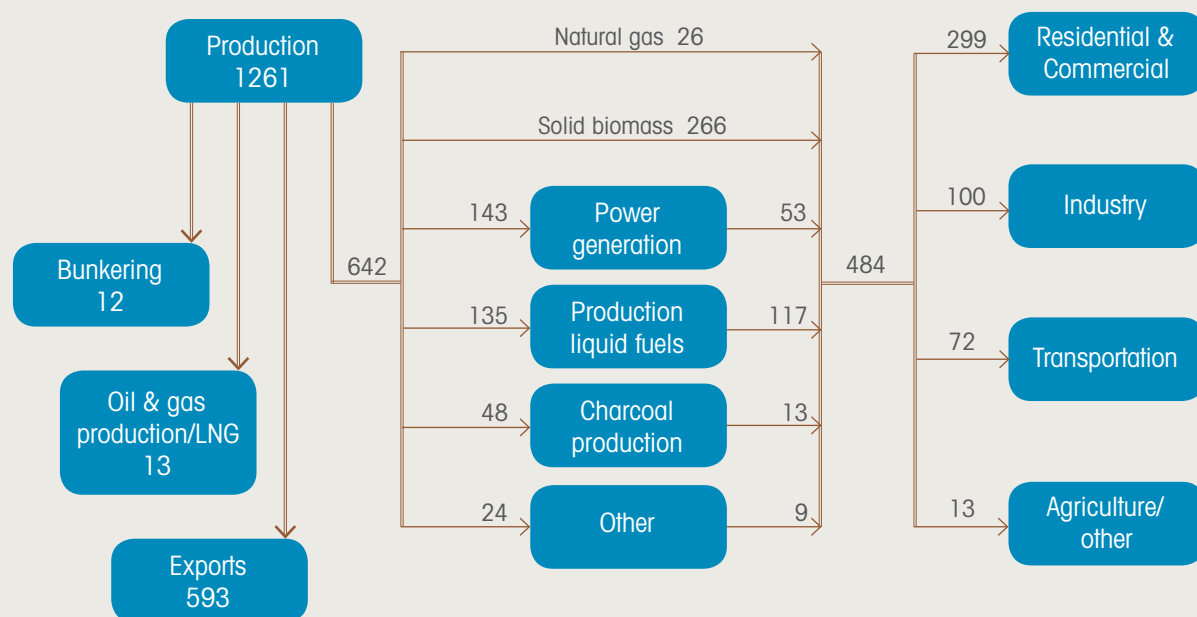 Production
1261
Bunkering
12
Oil & gas
production/LNG
13
Exports
593
642
Natural gas 26
Solid biomass 266
143
Power
generation
53
135
Production
liquid fuels
117
48
Charcoal
production
13
24
Other
9
484
299
Residential &
Commercial
100
Industry
72
Transportation
13
Agriculture/
other